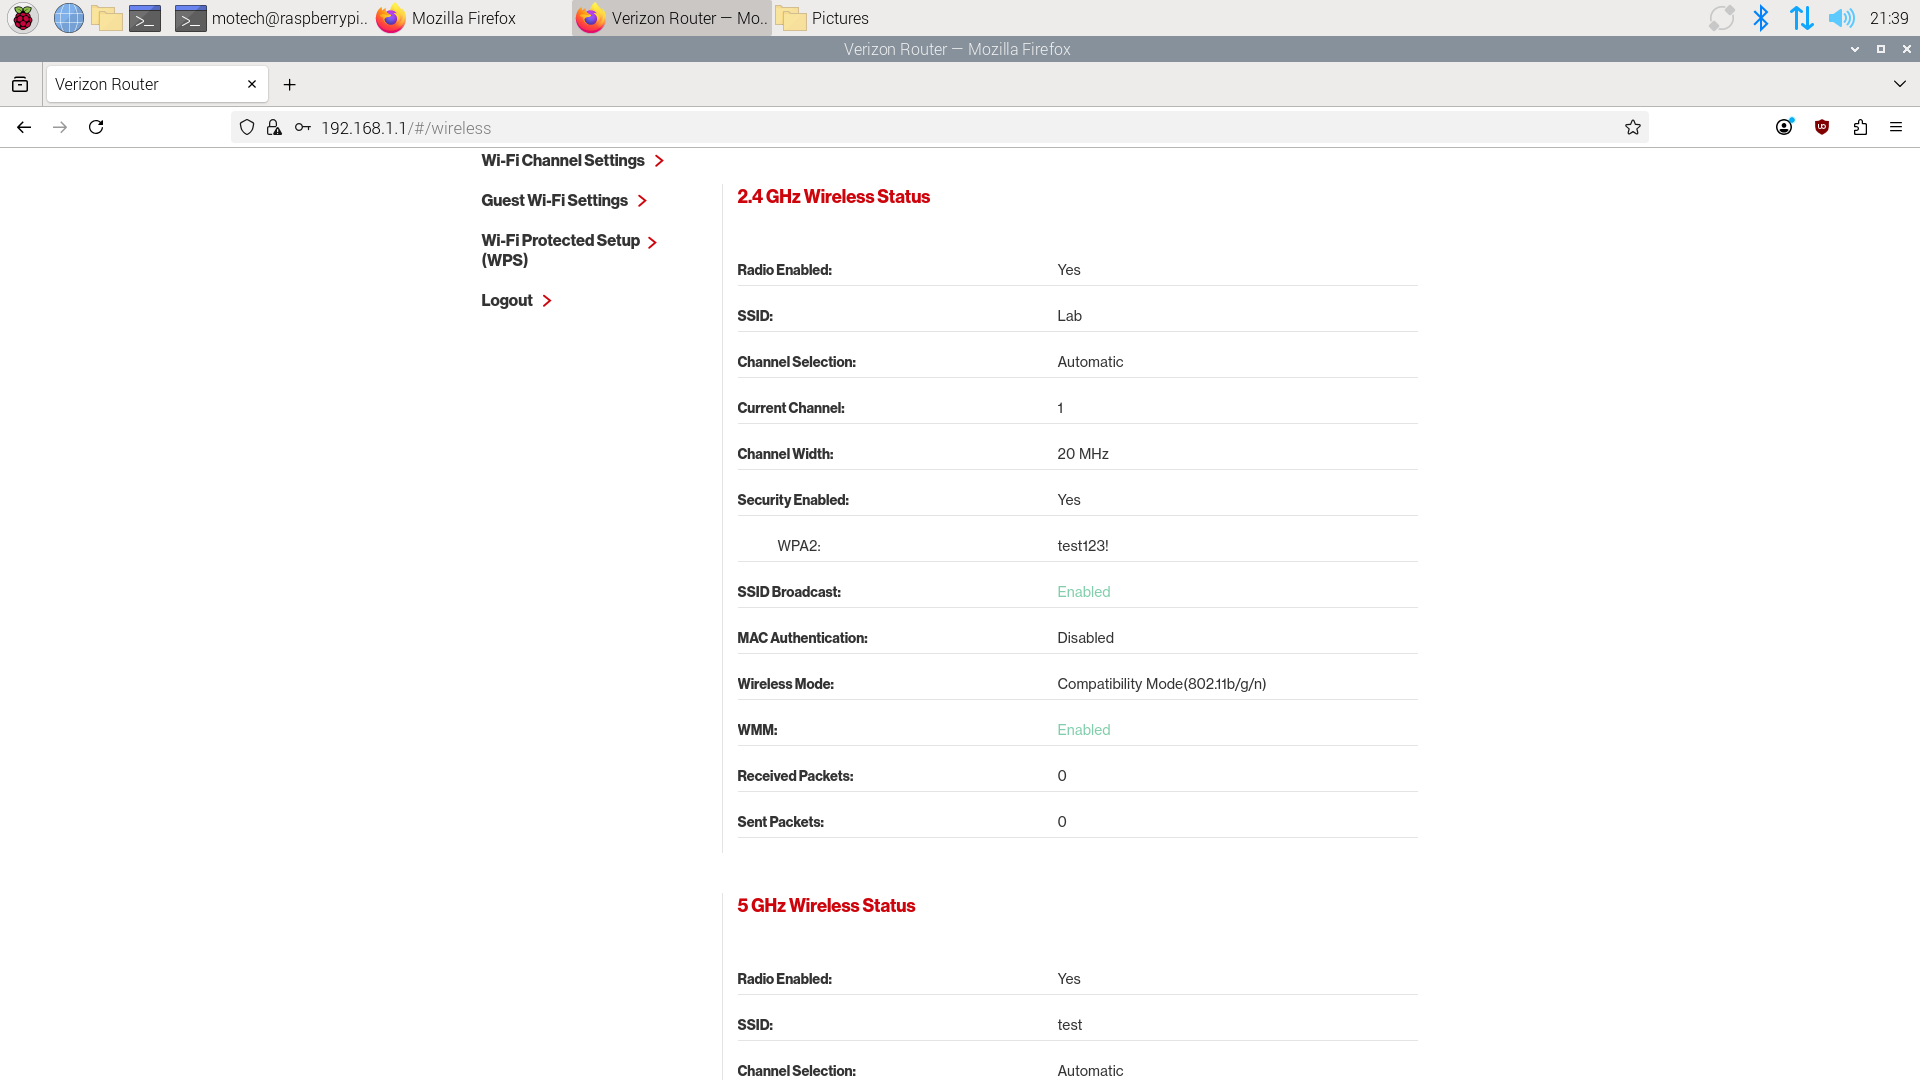 motech@raspberrypi..
Mozilla Firefox
Verizon Router — Mo..
Pictures
21:39
Verizon Router — Mozilla Firefox
Verizon Router
192.168.1.1/#/wireless
Wi-Fi Channel Settings
Guest Wi-Fi Settings
Wi-Fi Protected Setup
(WPS)
Logout
2.4 GHz Wireless Status
Radio Enabled: Yes
SSID: Lab
Channel Selection: Automatic
Current Channel: 1
Channel Width: 20 MHz
Security Enabled: Yes
WPA2: test123!
SSID Broadcast: Enabled
MAC Authentication: Disabled
Wireless Mode: Compatibility Mode(802.11b/g/n)
WMM: Enabled
Received Packets: 0
Sent Packets: 0
5 GHz Wireless Status
Radio Enabled: Yes
SSID: test
Channel Selection: Automatic